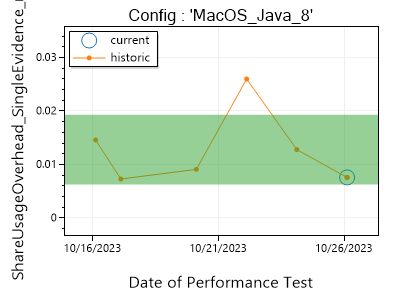 Config : 'MacOS_Java_8'
current
historic
0.03
0.02
0.01
0
10/16/2023
10/21/2023
10/26/2023
Date of Performance Test
ShareUsageOverhead_SingleEvidence_